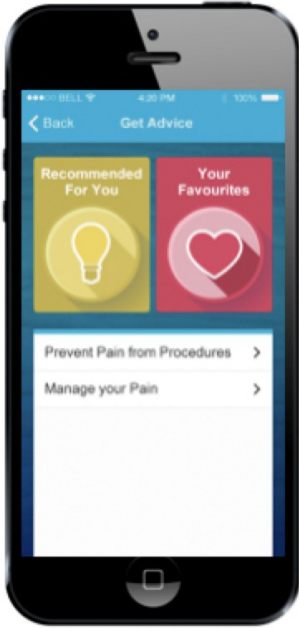 BELL 4:20 PM 100%
Back Get Advice
Recommended
For You
Your
Favourites
Prevent Pain from Procedures
Manage your Pain